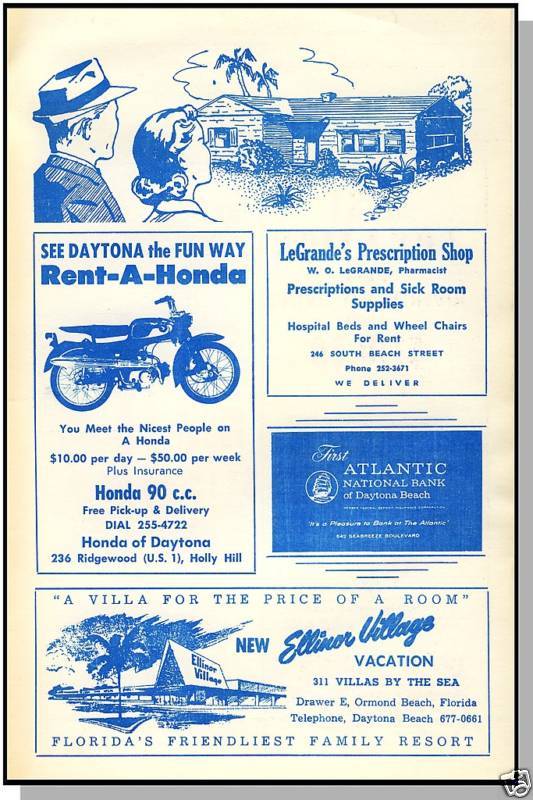 SEE DAYTONA the FUN WAY
Rent-A-Honda
You Meet the Nicest People on
A Honda
$10.00 per day — $50.00 per week
Plus Insurance
Honda 90 c.c.
Free Pick-up & Delivery
DIAL 255-4722
Honda of Daytona
236 Ridgewood (U.S. 1), Holly Hill
LeGrande's Prescription Shop
W. O. LeGRANDE, Pharmacist
Prescriptions and Sick Room
Supplies
Hospital Beds and Wheel Chairs
For Rent
246 SOUTH BEACH STREET
Phone 252-3671
WE DELIVER
First
ATLANTIC
NATIONAL BANK
of Daytona Beach
MEMBER FEDERAL DEPOSIT INSURANCE CORPORATION
"It's a Pleasure to Bank at The Atlantic"
640 SEABREEZE BOULEVARD
"A VILLA FOR THE PRICE OF A ROOM"
Ellinor
Village
NEW Ellinor Village
VACATION
311 VILLAS BY THE SEA
Drawer E, Ormond Beach, Florida
Telephone, Daytona Beach 677-0661
FLORIDA'S FRIENDLIEST FAMILY RESORT